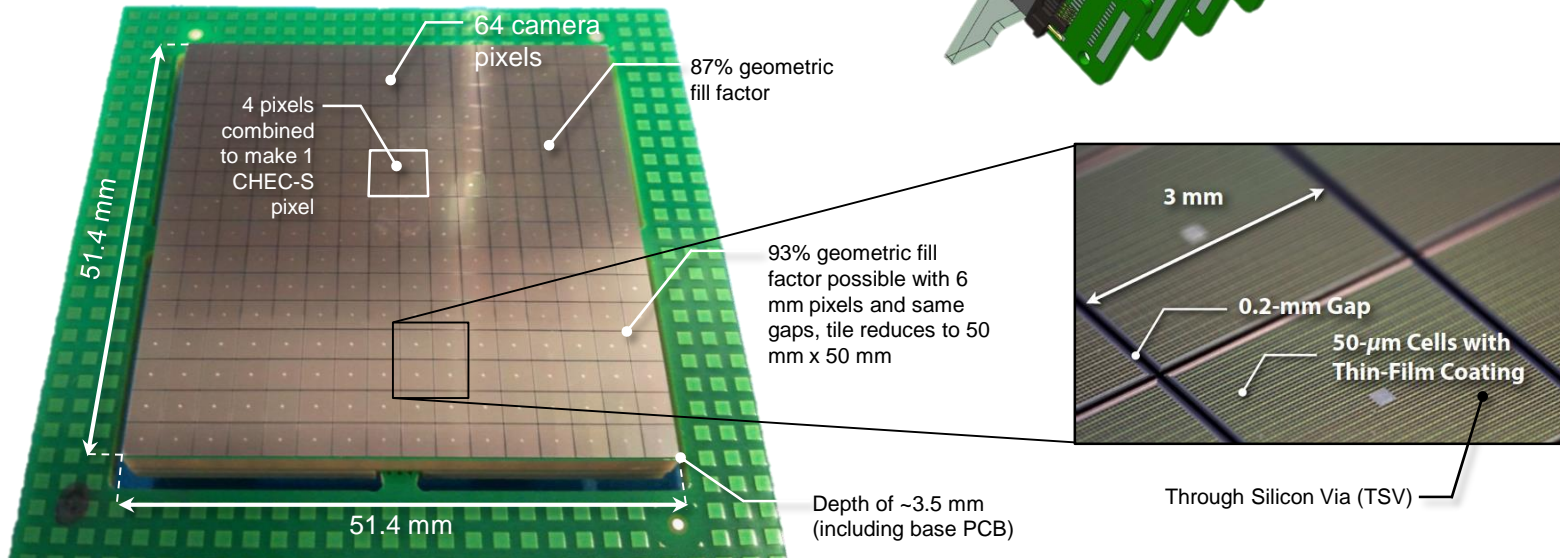 64 camera
pixels
87% geometric
fill factor
4 pixels
combined
to make 1
CHEC-S
pixel
51.4 mm
3 mm
93% geometric fill
factor possible with 6
mm pixels and same
gaps, tile reduces to 50
mm x 50 mm
0.2-mm Gap
50-μm Cells with
Thin-Film Coating
51.4 mm
Depth of ~3.5 mm
(including base PCB)
Through Silicon Via (TSV)